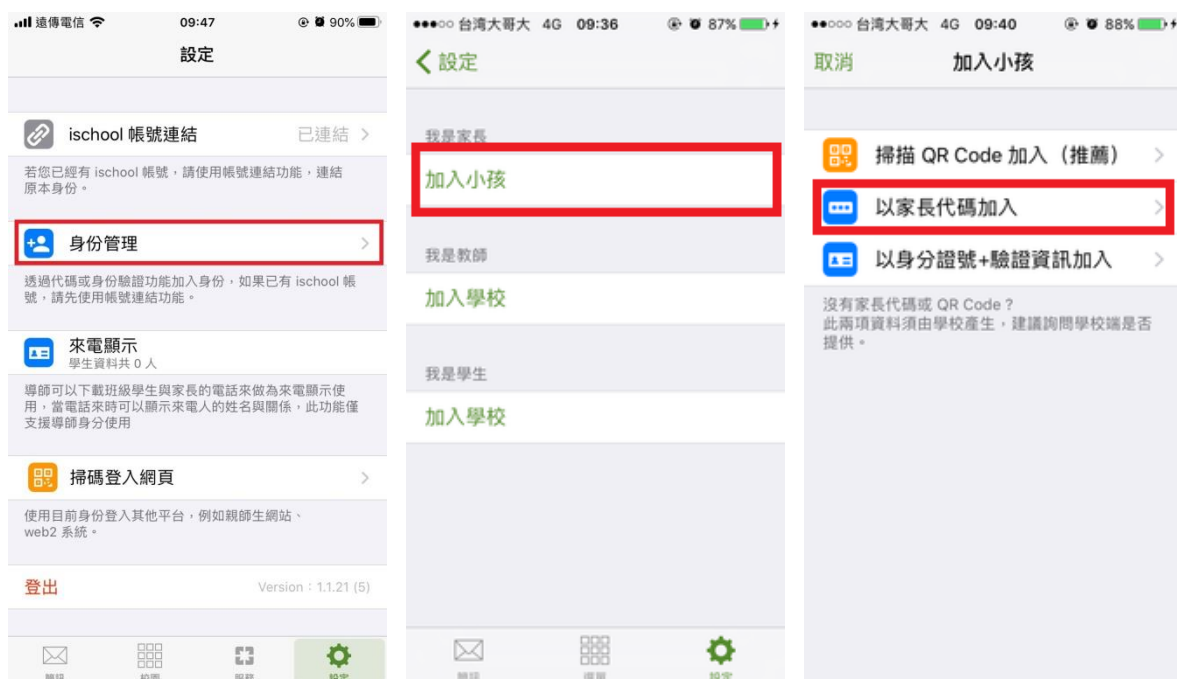 遠傳電信 09:47 90%
設定
ischool 帳號連結 已連結
若您已經有 ischool 帳號，請使用帳號連結功能，連結
原本身份。
身份管理
透過代碼或身份驗證功能加入身份，如果已有 ischool 帳
號，請先使用帳號連結功能。
來電顯示
學生資料共 0 人
導師可以下載班級學生與家長的電話來做為來電顯示使
用，當電話來時可以顯示來電人的姓名與關係，此功能僅
支援導師身分使用
掃碼登入網頁
使用目前身份登入其他平台，例如親師生網站、
web2 系統。
登出 Version：1.1.21 (5)
台湾大哥大 4G 09:36 87%
設定
我是家長
加入小孩
我是教師
加入學校
我是學生
加入學校
台湾大哥大 4G 09:40 88%
取消 加入小孩
掃描 QR Code 加入（推薦）
以家長代碼加入
以身分證號+驗證資訊加入
沒有家長代碼或 QR Code？
此兩項資料須由學校產生，建議詢問學校端是否
提供。